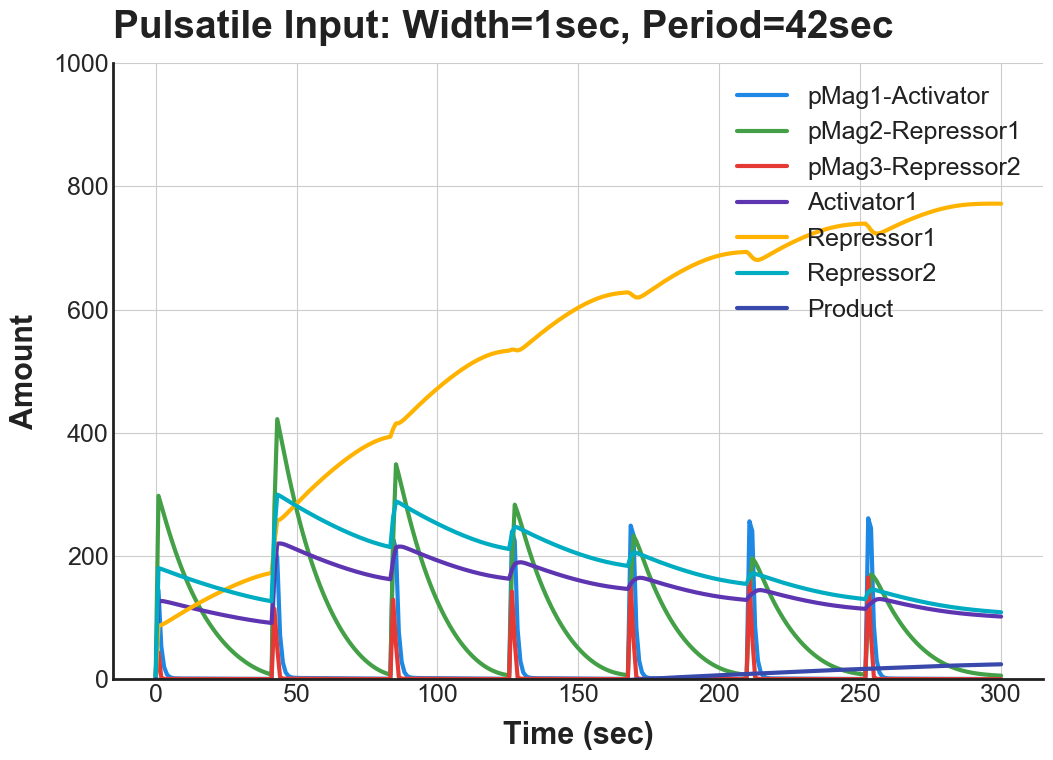 Pulsatile Input: Width=1sec, Period=42sec
1000
800
600
400
200
0
Amount
pMag1-Activator
pMag2-Repressor1
pMag3-Repressor2
Activator1
Repressor1
Repressor2
Product
0 50 100 150 200 250 300
Time (sec)